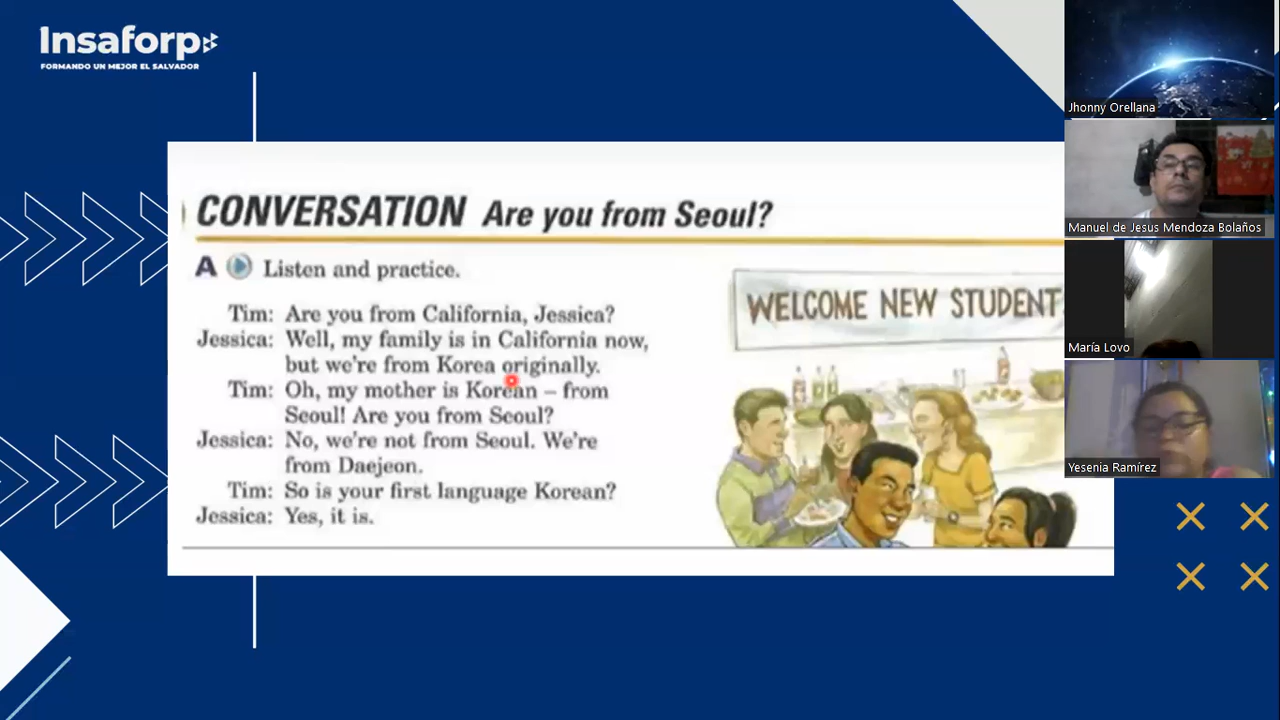 Insaforp
FORMANDO UN MEJOR EL SALVADOR
CONVERSATION Are you from Seoul?
A Listen and practice.
Tim: Are you from California, Jessica?
Jessica: Well, my family is in California now,
but we're from Korea originally.
Tim: Oh, my mother is Korean – from
Seoul! Are you from Seoul?
Jessica: No, we're not from Seoul. We're
from Daejeon.
Tim: So is your first language Korean?
Jessica: Yes, it is.
WELCOME NEW STUDENT
Jhonny Orellana
Manuel de Jesus Mendoza Bolaños
María Lovo
Yesenia Ramírez